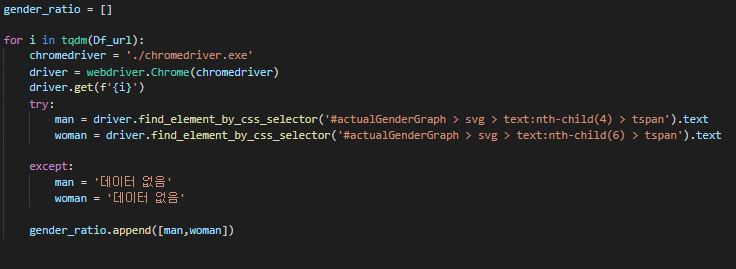 gender_ratio = []
for i in tqdm(Df_url):
chromedriver = './chromedriver.exe'
driver = webdriver.Chrome(chromedriver)
driver.get(f'{i}')
try:
man = driver.find_element_by_css_selector('#actualGenderGraph > svg > text:nth-child(4) > tspan').text
woman = driver.find_element_by_css_selector('#actualGenderGraph > svg > text:nth-child(6) > tspan').text
except:
man = '데이터 없음'
woman = '데이터 없음'
gender_ratio.append([man,woman])